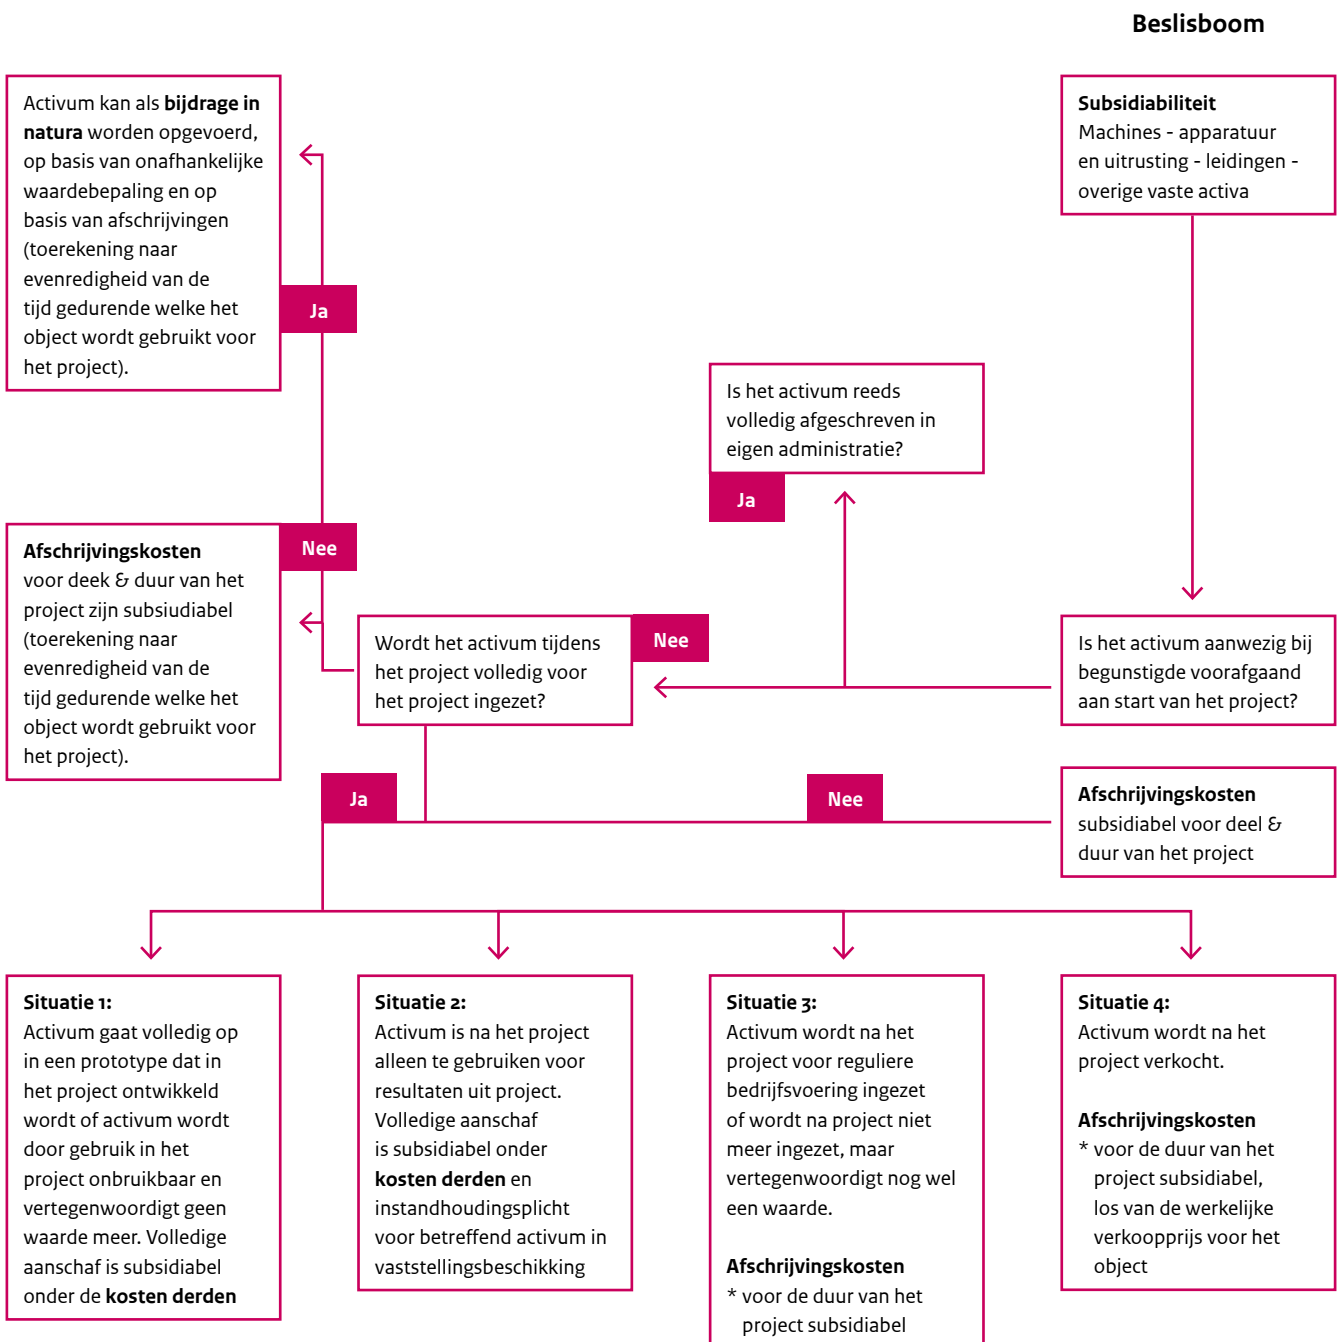 Beslisboom
Subsidiabiliteit
Machines - apparatuur
en uitrusting - leidingen -
overige vaste activa
Activum kan als bijdrage in
natura worden opgevoerd,
op basis van onafhankelijke
waardebepaling en op
basis van afschrijvingen
(toerekening naar
evenredigheid van de
tijd gedurende welke het
object wordt gebruikt voor
het project).
Ja
Is het activum reeds
volledig afgeschreven in
eigen administratie?
Ja
Afschrijvingskosten
voor deek & duur van het
project zijn subsiudiabel
(toerekening naar
evenredigheid van de
tijd gedurende welke het
object wordt gebruikt voor
het project).
Nee
Wordt het activum tijdens
het project volledig voor
het project ingezet?
Nee
Is het activum aanwezig bij
begunstigde voorafgaand
aan start van het project?
Ja
Nee
Afschrijvingskosten
subsidiabel voor deel &
duur van het project
Situatie 1:
Activum gaat volledig op
in een prototype dat in
het project ontwikkeld
wordt of activum wordt
door gebruik in het
project onbruikbaar en
vertegenwoordigt geen
waarde meer. Volledige
aanschaf is subsidiabel
onder de kosten derden
Situatie 2:
Activum is na het project
alleen te gebruiken voor
resultaten uit project.
Volledige aanschaf
is subsidiabel onder
kosten derden en
instandhoudingsplicht
voor betreffend activum in
vaststellingsbeschikking
Situatie 3:
Activum wordt na het
project voor reguliere
bedrijfsvoering ingezet
of wordt na project niet
meer ingezet, maar
vertegenwoordigt nog wel
een waarde.
Afschrijvingskosten
* voor de duur van het
project subsidiabel
Situatie 4:
Activum wordt na het
project verkocht.
Afschrijvingskosten
* voor de duur van het
project subsidiabel,
los van de werkelijke
verkoopprijs voor het
object